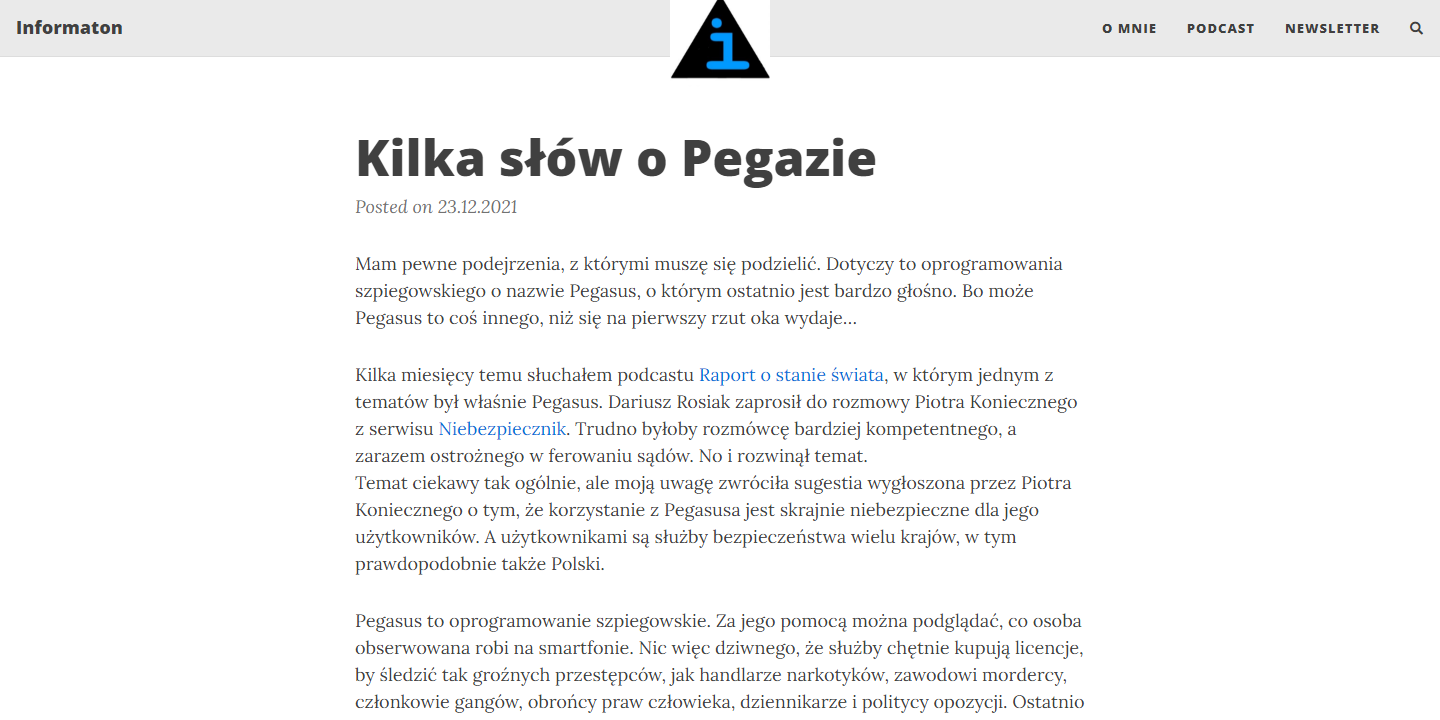 Informaton
i
O MNIE
PODCAST
NEWSLETTER
Kilka słów o Pegazie
Posted on 23.12.2021
Mam pewne podejrzenia, z którymi muszę się podzielić. Dotyczy to oprogramowania
szpiegowskiego o nazwie Pegasus, o którym ostatnio jest bardzo głośno. Bo może
Pegasus to coś innego, niż się na pierwszy rzut oka wydaje…
Kilka miesięcy temu słuchałem podcastu Raport o stanie świata, w którym jednym z
tematów był właśnie Pegasus. Dariusz Rosiak zaprosił do rozmowy Piotra Koniecznego
z serwisu Niebezpiecznik. Trudno byłoby rozmówcę bardziej kompetentnego, a
zarazem ostrożnego w ferowaniu sądów. No i rozwinął temat.
Temat ciekawy tak ogólnie, ale moją uwagę zwróciła sugestia wygłoszona przez Piotra
Koniecznego o tym, że korzystanie z Pegasusa jest skrajnie niebezpieczne dla jego
użytkowników. A użytkownikami są służby bezpieczeństwa wielu krajów, w tym
prawdopodobnie także Polski.
Pegasus to oprogramowanie szpiegowskie. Za jego pomocą można podglądać, co osoba
obserwowana robi na smartfonie. Nic więc dziwnego, że służby chętnie kupują licencje,
by śledzić tak groźnych przestępców, jak handlarze narkotyków, zawodowi mordercy,
członkowie gangów, obrońcy praw człowieka, dziennikarze i politycy opozycji. Ostatnio